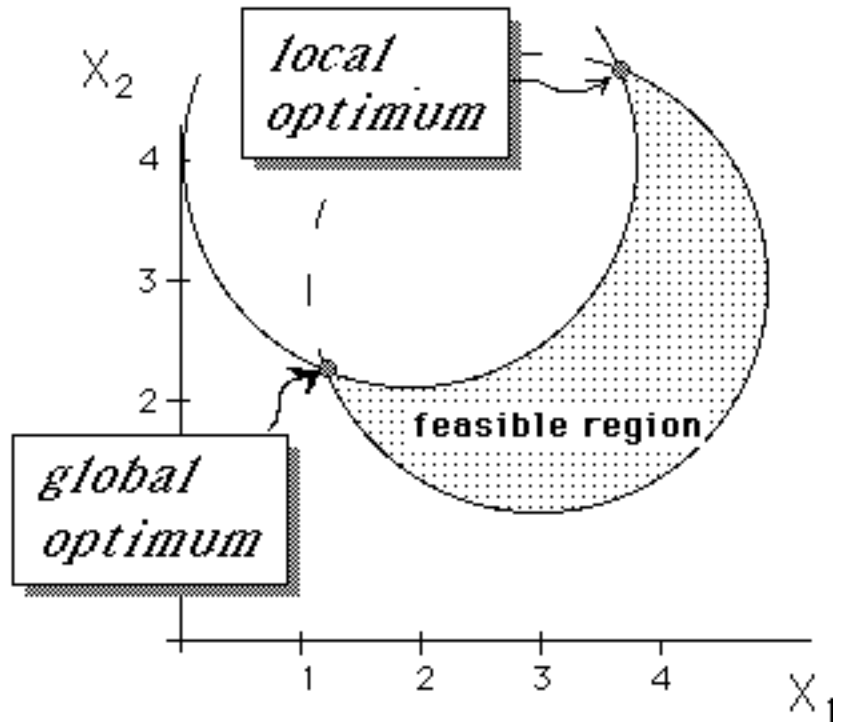 local
optimum
X2
4
3
2
feasible region
global
optimum
1 2 3 4
X1